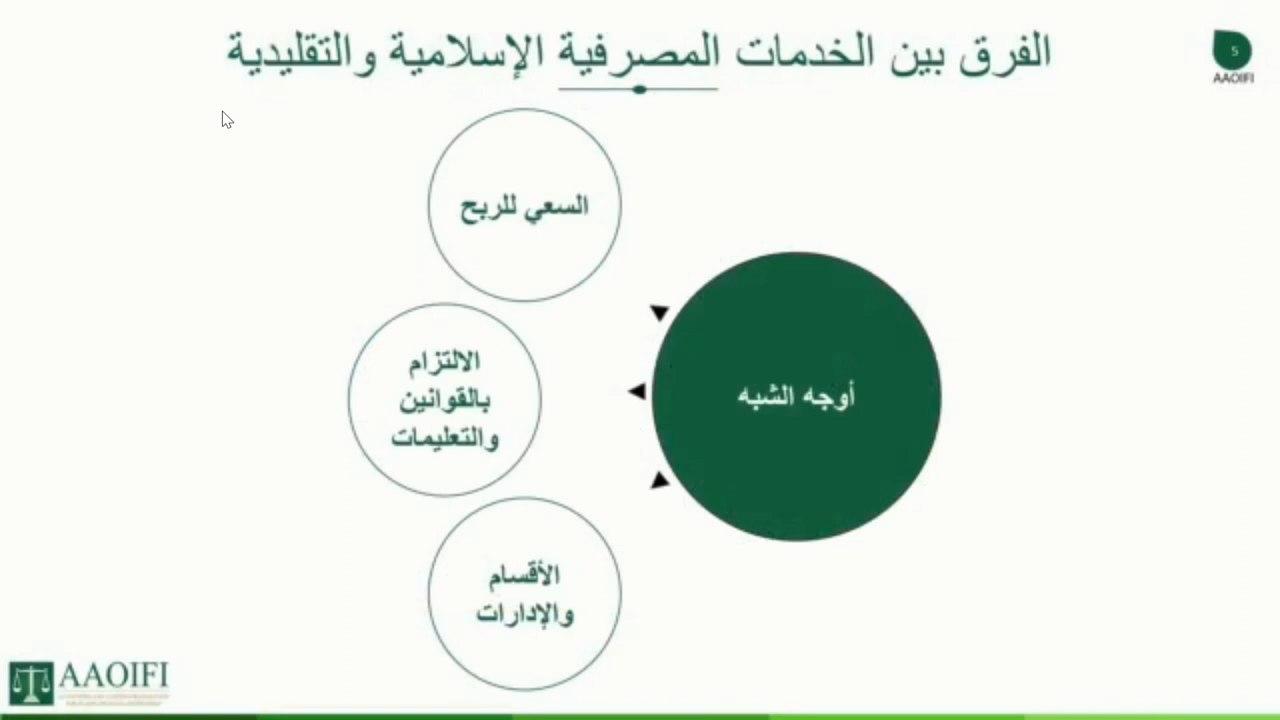 الفرق بين الخدمات المصرفية الإسلامية والتقليدية
5
AAOIFI
السعي للربح
أوجه الشبه
الالتزام
بالقوانين
والتعليمات
الأقسام
والإدارات
AAOIFI